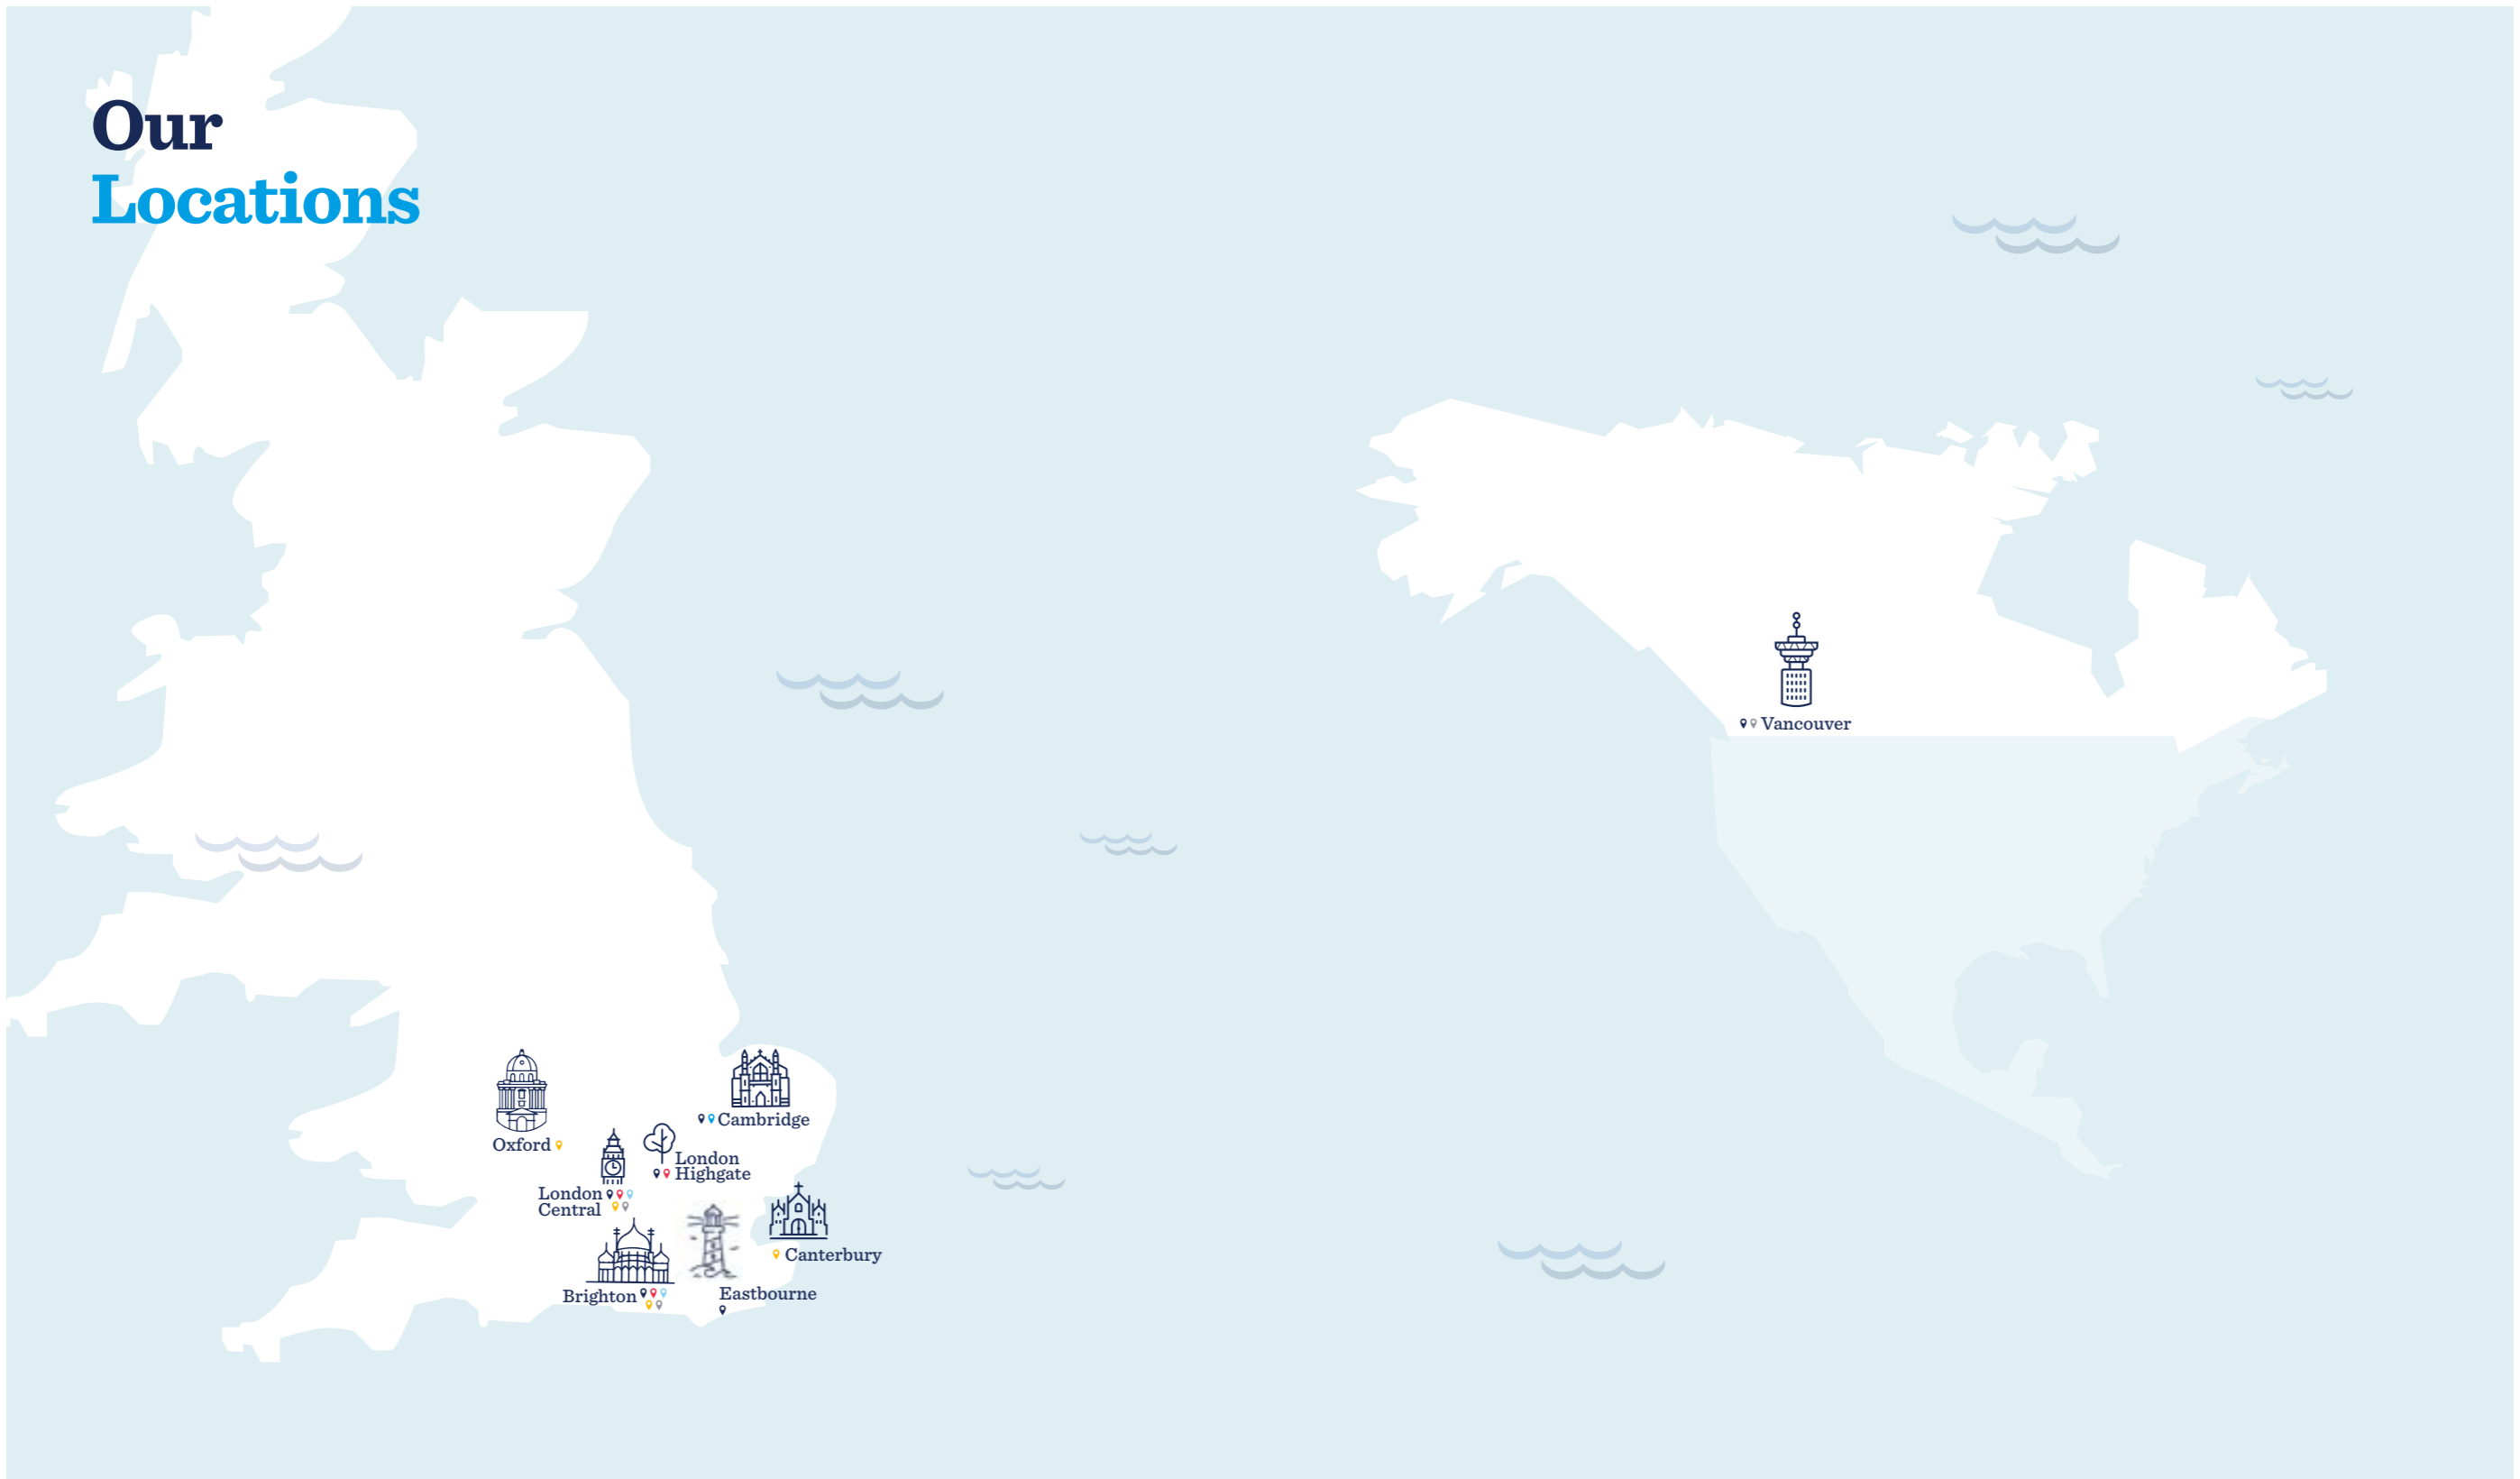 Our
Locations
Vancouver
Cambridge
Oxford
London
Highgate
London
Central
Canterbury
Eastbourne
Brighton